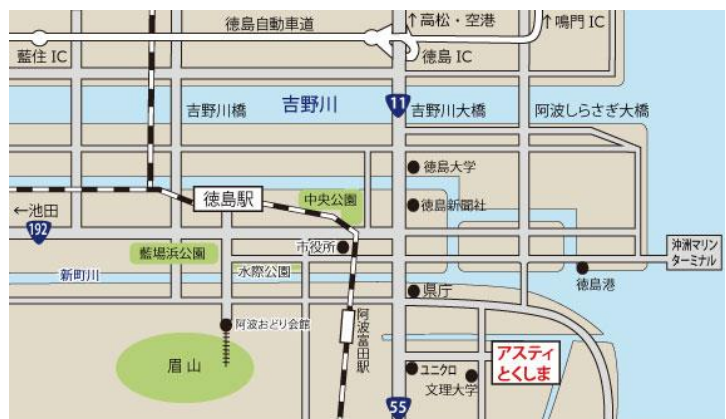 徳島自動車道
↑高松・空港
↑鳴門 IC
藍住 IC
徳島 IC
吉野川橋
吉野川
11
吉野川大橋
阿波しらさぎ大橋
徳島大学
徳島駅
中央公園
徳島新聞社
←池田
192
市役所
藍場浜公園
沖洲マリン
ターミナル
新町川
水際公園
徳島港
県庁
阿波おどり会館
阿波富田駅
アスティ
とくしま
眉山
ユニクロ
文理大学
55